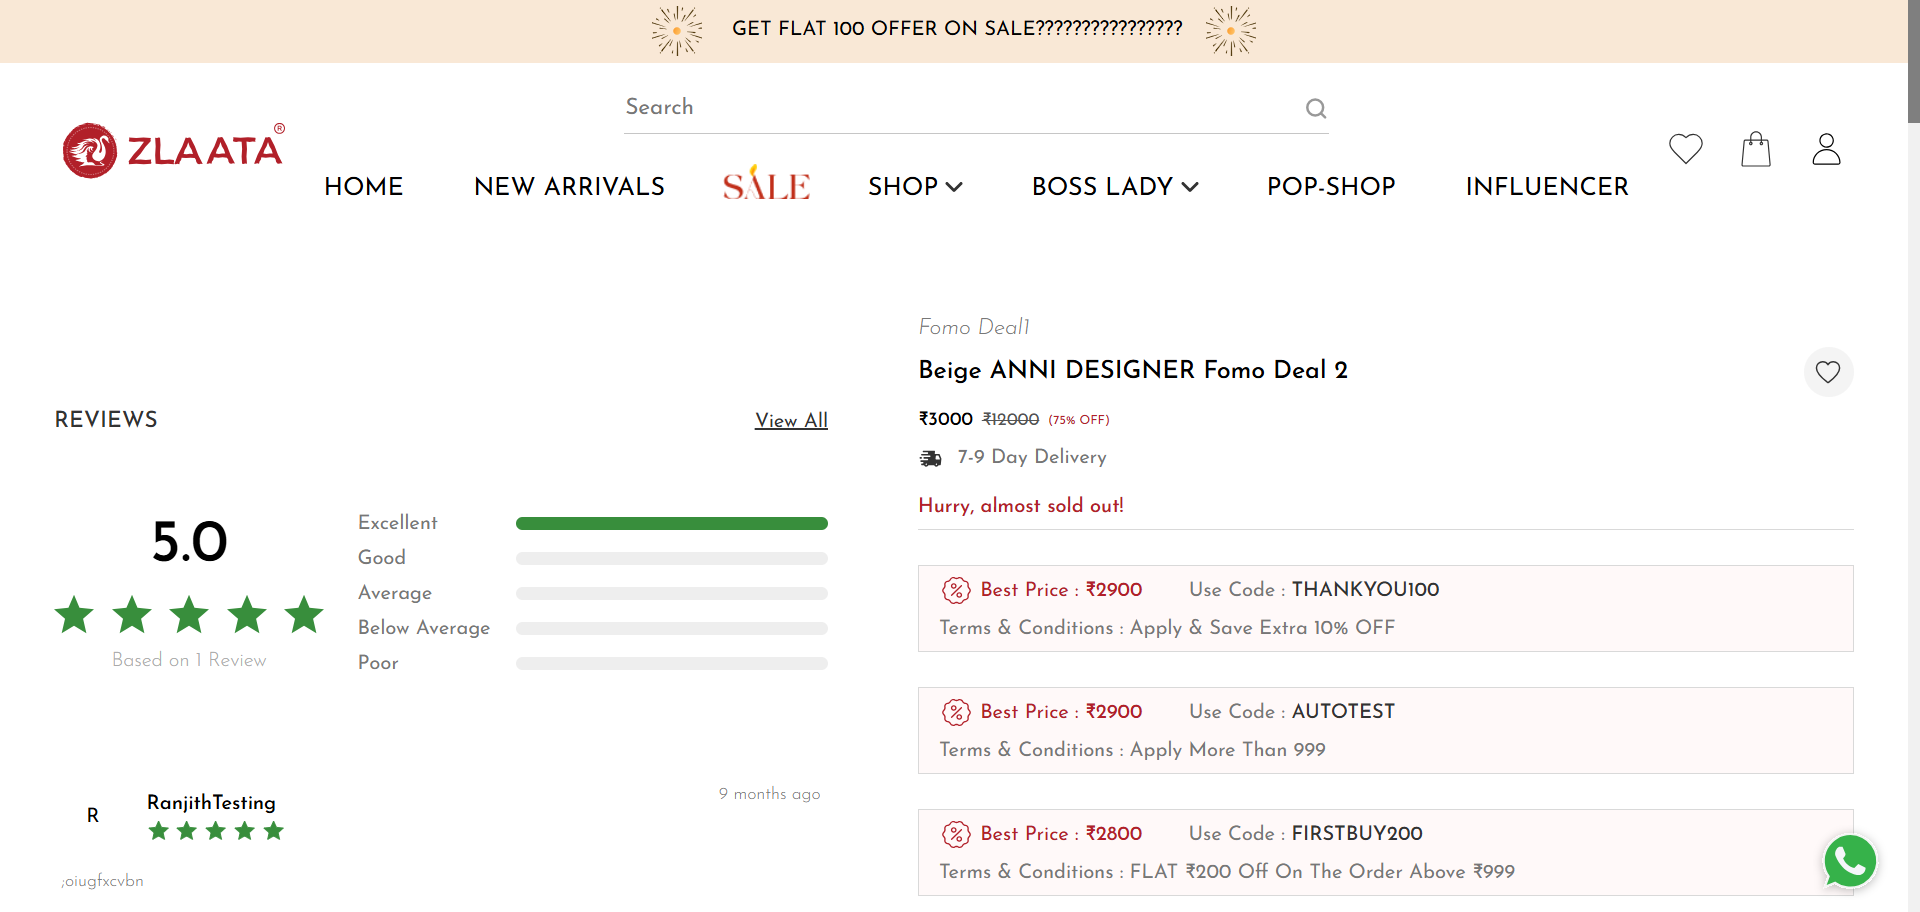 GET FLAT 100 OFFER ON SALE????????????????
Search
ZLAATA®
HOME
NEW ARRIVALS
SALE
SHOP
BOSS LADY
POP-SHOP
INFLUENCER
REVIEWS
View All
5.0
Based on 1 Review
Excellent
Good
Average
Below Average
Poor
R
RanjithTesting
9 months ago
;oiugfxcvbn
Fomo Deal1
Beige ANNI DESIGNER Fomo Deal 2
₹3000 ₹12000 (75% OFF)
7-9 Day Delivery
Hurry, almost sold out!
Best Price : ₹2900 Use Code : THANKYOU100
Terms & Conditions : Apply & Save Extra 10% OFF
Best Price : ₹2900 Use Code : AUTOTEST
Terms & Conditions : Apply More Than 999
Best Price : ₹2800 Use Code : FIRSTBUY200
Terms & Conditions : FLAT ₹200 Off On The Order Above ₹999